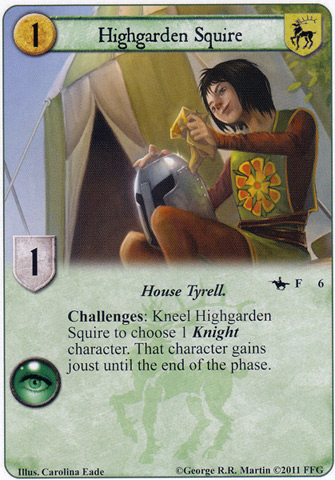 1
Highgarden Squire
1
House Tyrell.
F 6
Challenges: Kneel Highgarden
Squire to choose 1 Knight
character. That character gains
joust until the end of the phase.
Illus. Carolina Eade
©George R.R. Martin ©2011 FFG